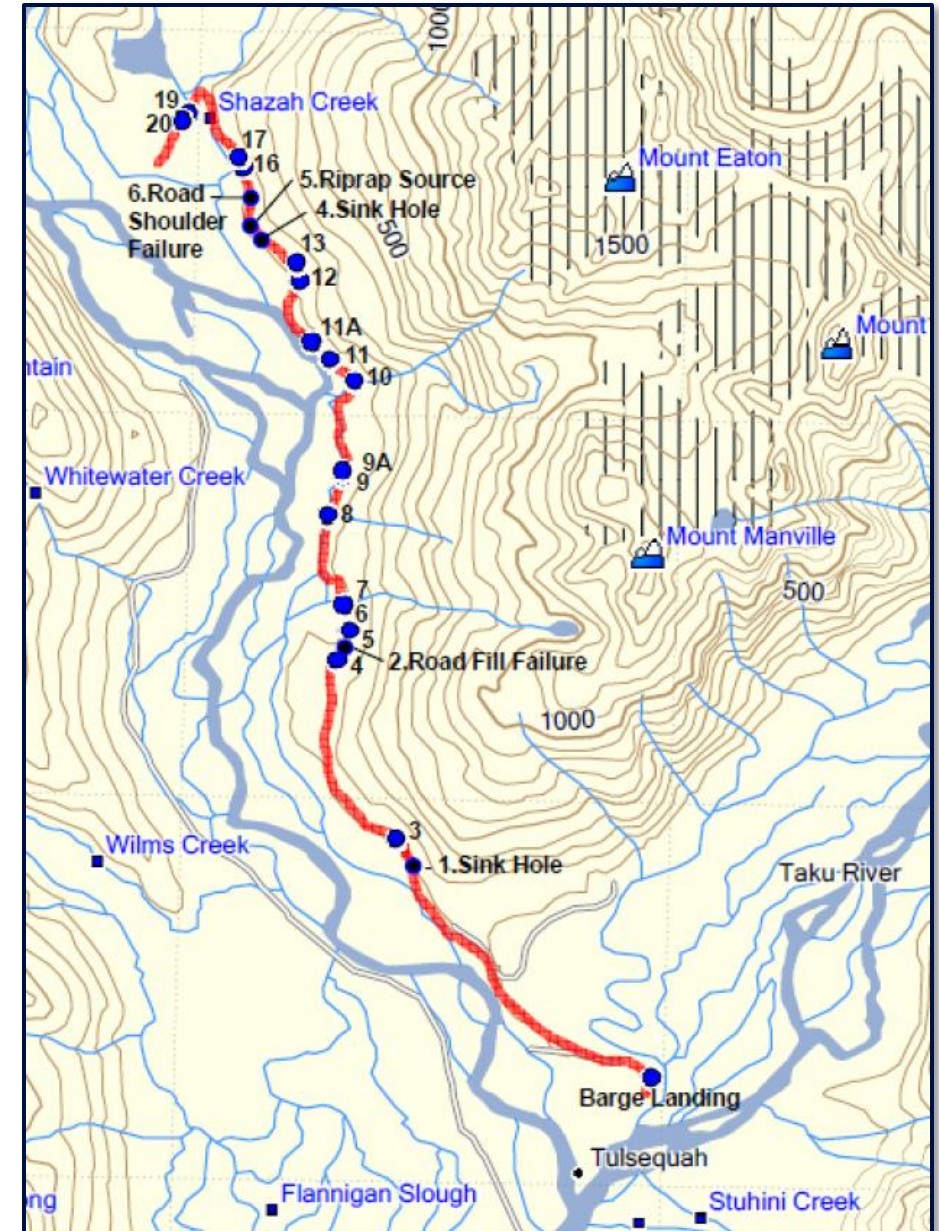 1000
19
Shazah Creek
20
17
Mount Eaton
16
5.Riprap Source
6.Road
Shoulder
Failure
4.Sink Hole
500
1500
13
12
11A
Mount
11
ntain
10
9A
Whitewater Creek
9
8
Mount Manville
7
500
6
5
2.Road Fill Failure
4
1000
3
Wilms Creek
1.Sink Hole
Taku River
Barge Landing
Tulsequah
ong
Flannigan Slough
Stuhini Creek